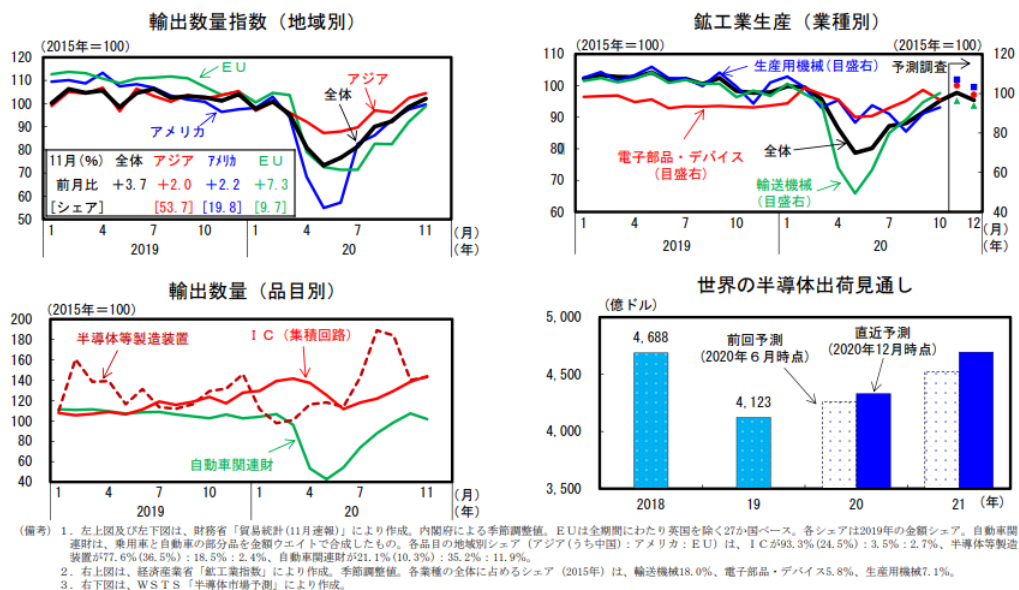 輸出数量指数（地域別）
(2015年＝100)
120
110
100
90
80
70
60
50
ＥＵ
アジア
全体
アメリカ
11月(%) 全体 アジア ｱﾒﾘｶ ＥＵ
前月比 +3.7 +2.0 +2.2 +7.3
[シェア] [53.7] [19.8] [9.7]
1 4 7 10 1 4 7 11 (月)
2019 20 (年)
鉱工業生産（業種別）
(2015年＝100) (2015年＝100)
110
100
90
80
70
60
120
100
80
60
40
生産用機械(目盛右)
予測調査
電子部品・デバイス
(目盛右)
全体
輸送機械
(目盛右)
1 4 7 10 1 4 7 10 12 (月)
2019 20 (年)
輸出数量（品目別）
(2015年＝100)
200
180
160
140
120
100
80
60
40
半導体等製造装置
ＩＣ（集積回路）
自動車関連財
1 4 7 10 1 4 7 11 (月)
2019 20 (年)
世界の半導体出荷見通し
(億ドル)
5,000
4,500
4,000
3,500
4,688
4,123
前回予測
(2020年６月時点)
直近予測
(2020年12月時点)
2018 19 20 21 (年)
(備考) １．左上図及び左下図は、財務省「貿易統計(11月速報)」により作成。内閣府による季節調整値。ＥＵは全期間にわたり英国を除く27か国ベース。各シェアは2019年の金額シェア。自動車関
連財は、乗用車と自動車の部分品を金額ウエイトで合成したもの。各品目の地域別シェア (アジア(うち中国)：アメリカ：ＥＵ) は、ＩＣが93.3%(24.5%)：3.5%：2.7%、半導体等製造
装置が77.6%(36.5%)：18.5%：2.4%、自動車関連財が21.1%(10.3%)：35.2%：11.9%。
２．右上図は、経済産業省「鉱工業指数」により作成。季節調整値。各業種の全体に占めるシェア (2015年) は、輸送機械18.0%、電子部品・デバイス5.8%、生産用機械7.1%。
３．右下図は、ＷＳＴＳ「半導体市場予測」により作成。